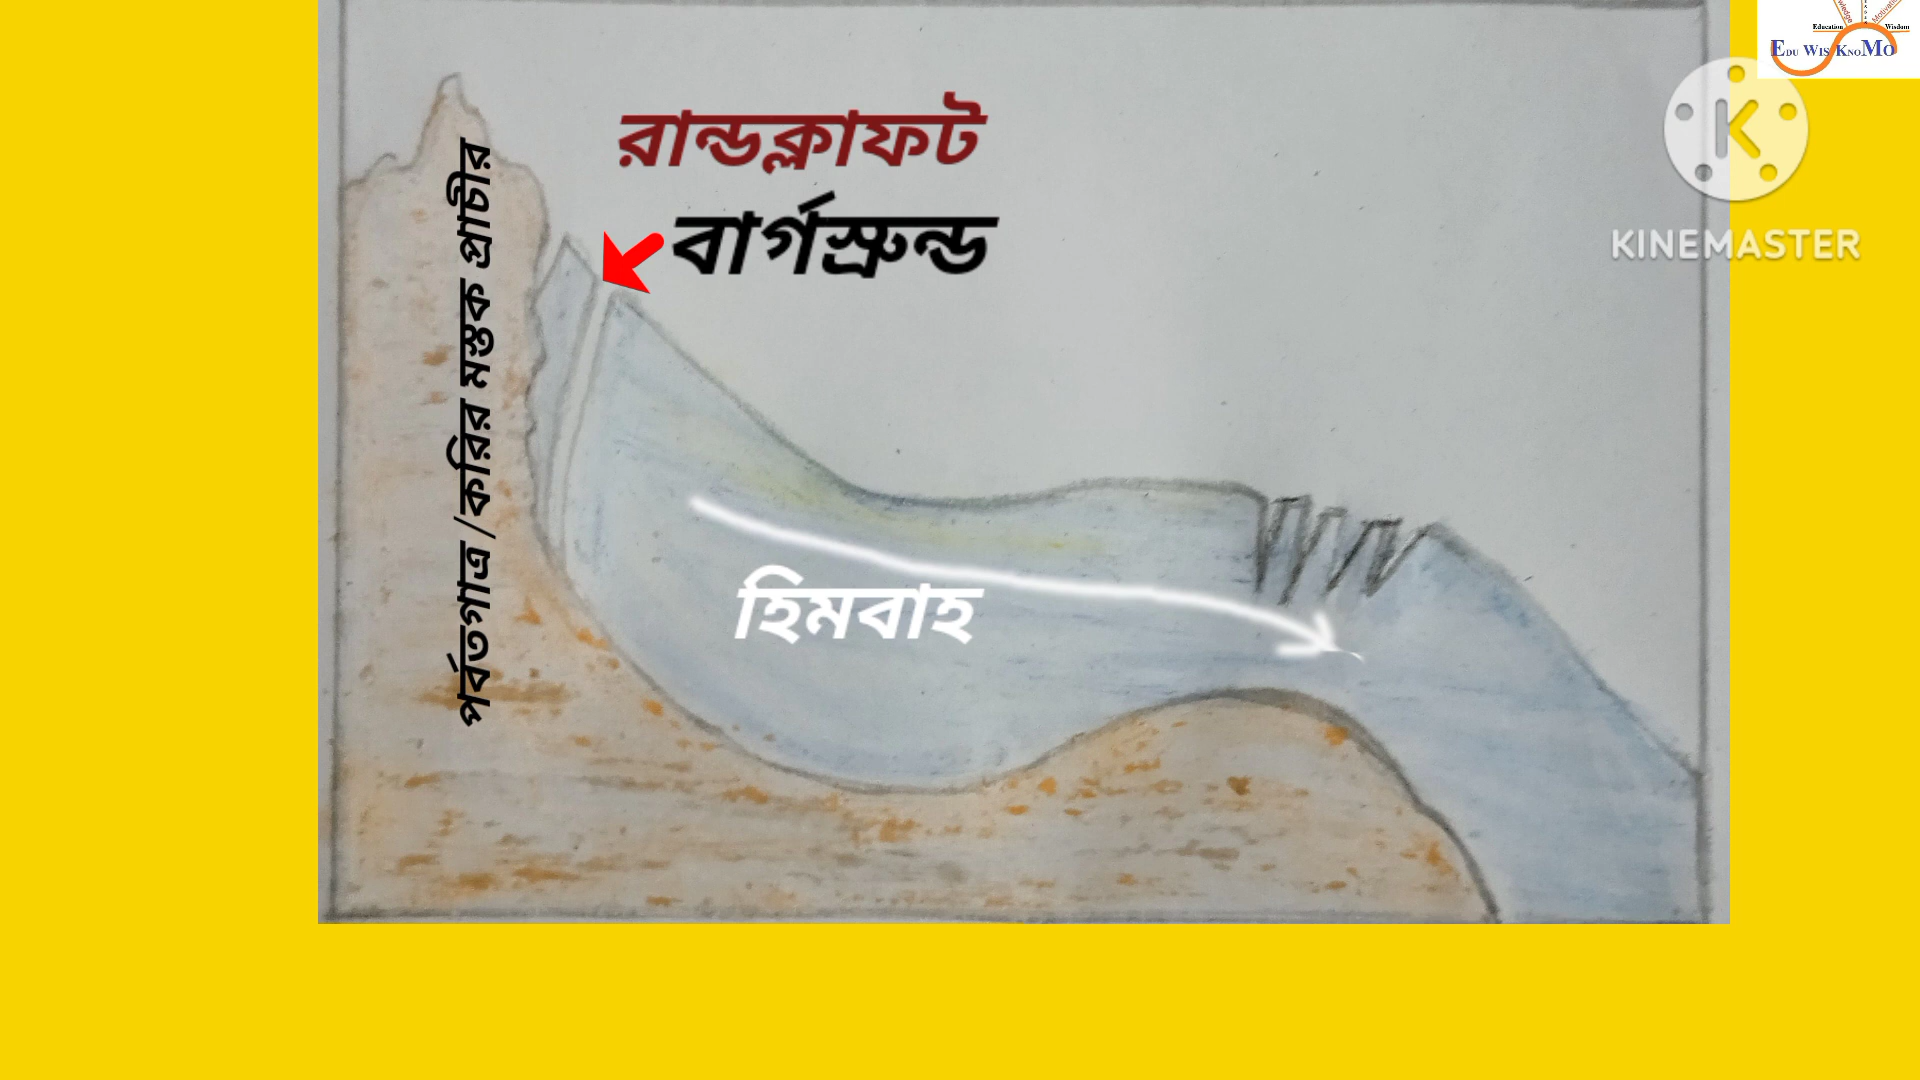 রান্ডক্লাফট
বার্গস্রুন্ড
পর্বতগাত্র/করির মস্তক প্রাচীর
হিমবাহ
Education
Wisdom
EDU WIS KNOMO
KINEMASTER